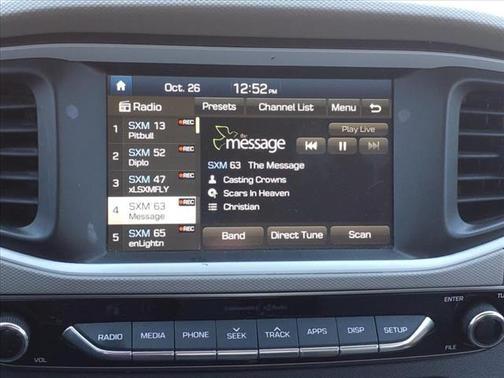 Oct. 26 12:52 PM
Radio Presets Channel List Menu
1 SXM 13 REC
Pitbull
2 SXM 52 REC
Diplo
3 SXM 47 REC
xLSXMFLY
4 SXM 63 REC
Message
5 SXM 65 REC
enLightn
Play Live
the
message
SXM 63 The Message
Casting Crowns
Scars In Heaven
Christian
Band Direct Tune Scan
ENTER
RADIO MEDIA PHONE SEEK TRACK APPS DISP SETUP
VOL
FILE